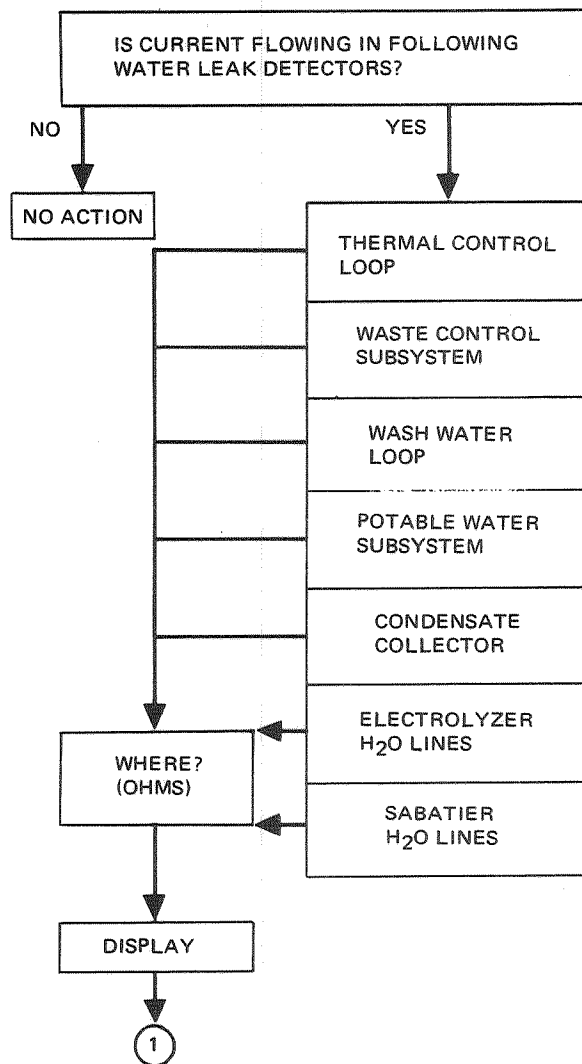 IS CURRENT FLOWING IN FOLLOWING
WATER LEAK DETECTORS?
NO
YES
NO ACTION
THERMAL CONTROL
LOOP
WASTE CONTROL
SUBSYSTEM
WASH WATER
LOOP
POTABLE WATER
SUBSYSTEM
CONDENSATE
COLLECTOR
ELECTROLYZER
H₂O LINES
WHERE?
(OHMS)
SABATIER
H₂O LINES
DISPLAY
1